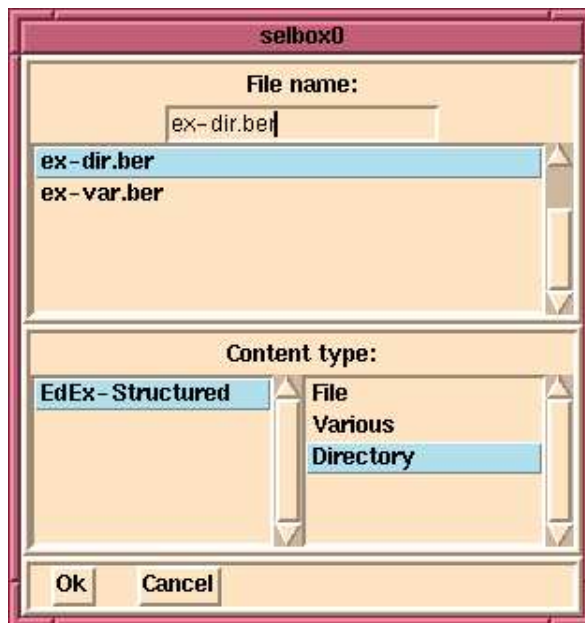 selbox0
File name:
ex-dir.ber
ex-dir.ber
ex-var.ber
Content type:
EdEx-Structured
File
Various
Directory
Ok
Cancel